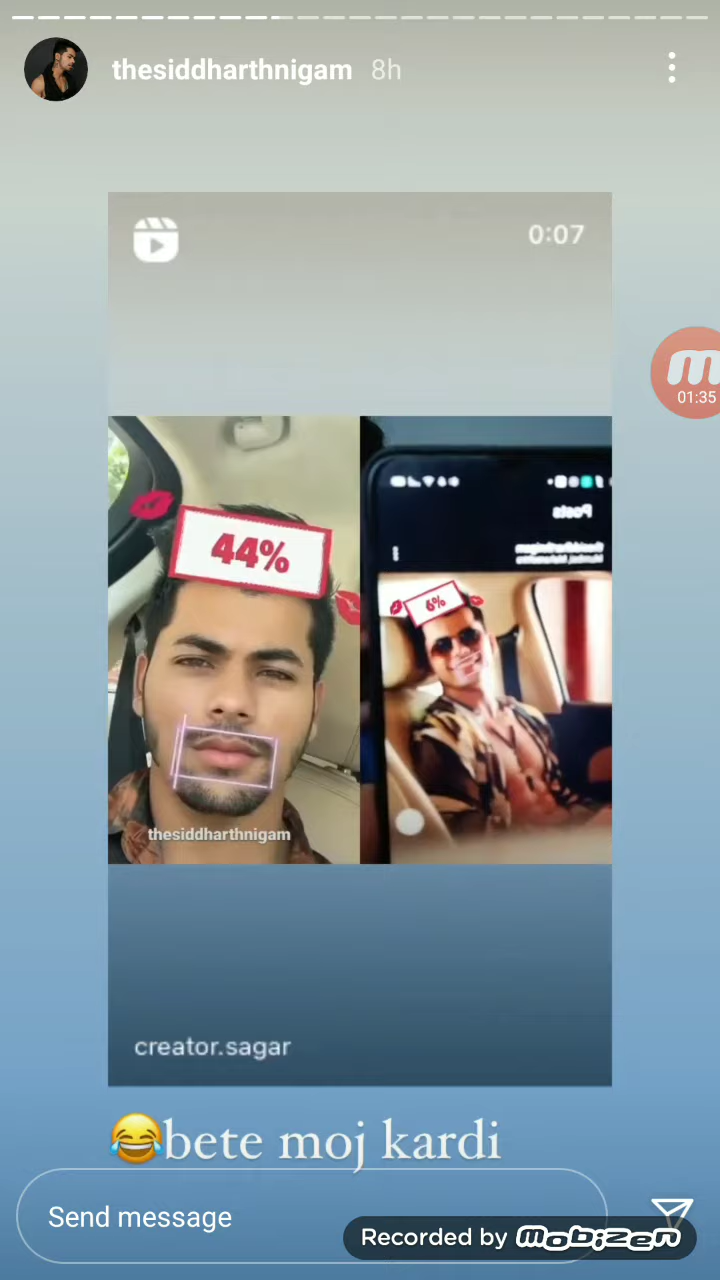 thesiddharthnigam 8h
0:07
01:35
44%
Posts
6%
thesiddharthnigam
creator.sagar
😂bete moj kardi
Send message
Recorded by mobizen